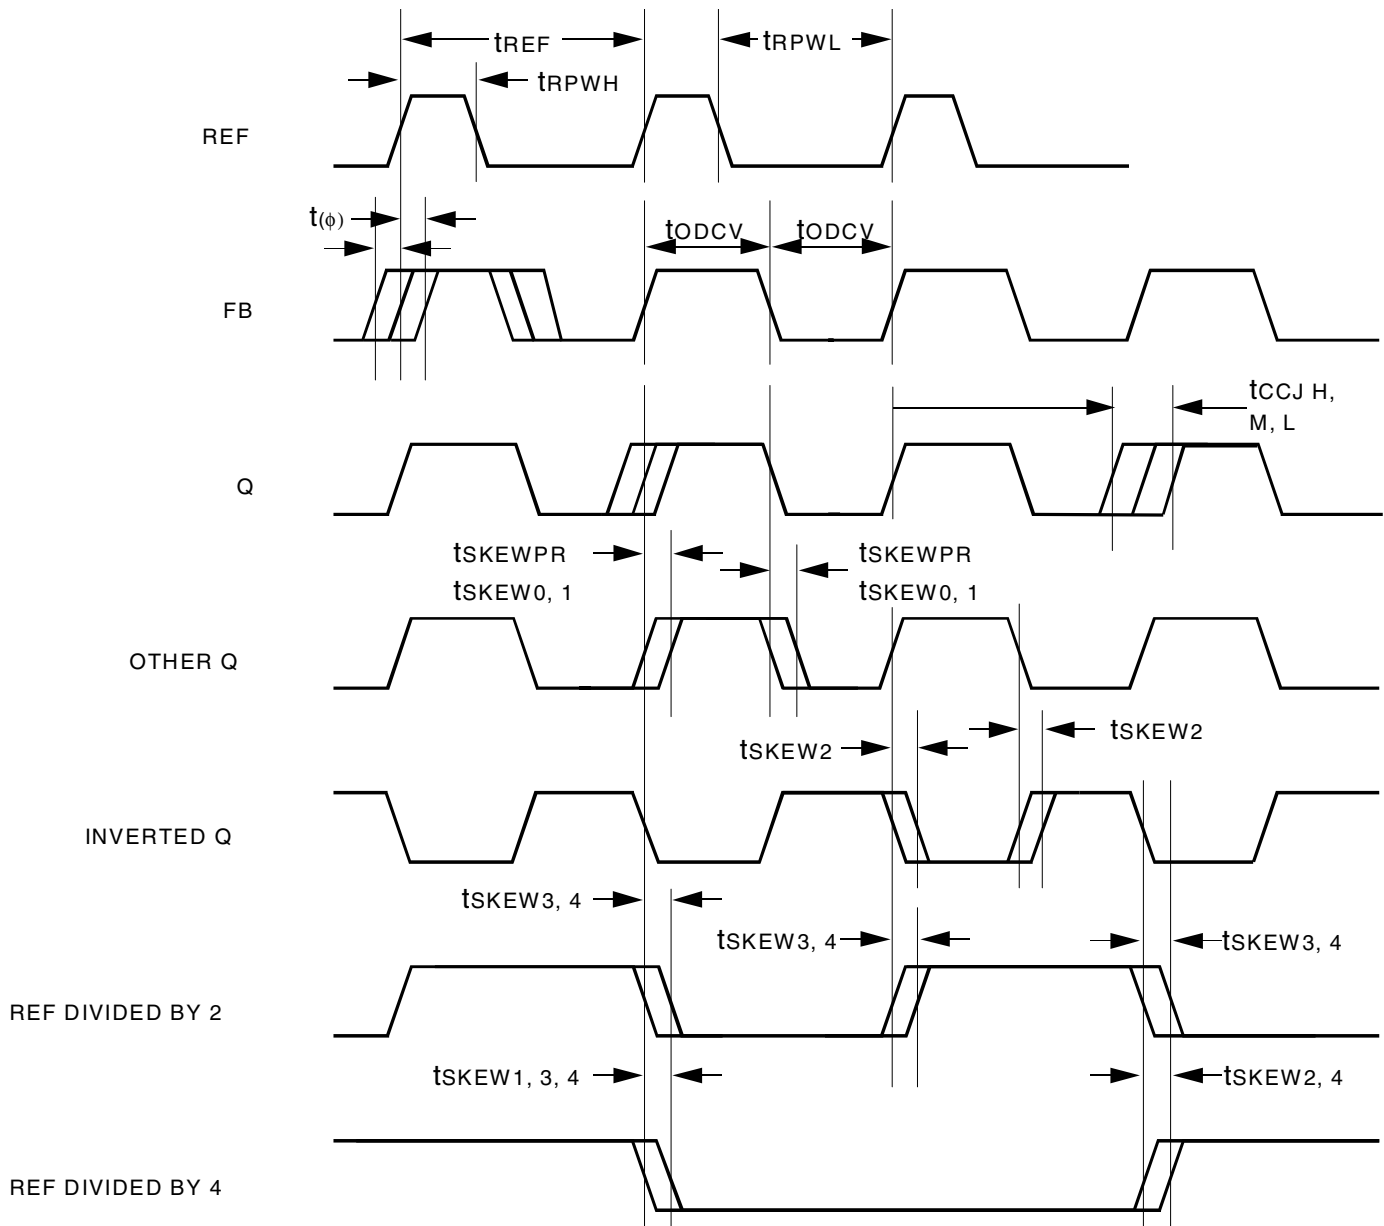 tREF
tRPWL
tRPWH
REF
t(ϕ)
tODCV
tODCV
FB
tCCJ H,
M, L
Q
tSKEWPR
tSKEW0, 1
tSKEWPR
tSKEW0, 1
OTHER Q
tSKEW2
tSKEW2
INVERTED Q
tSKEW3, 4
tSKEW3, 4
tSKEW3, 4
REF DIVIDED BY 2
tSKEW1, 3, 4
tSKEW2, 4
REF DIVIDED BY 4